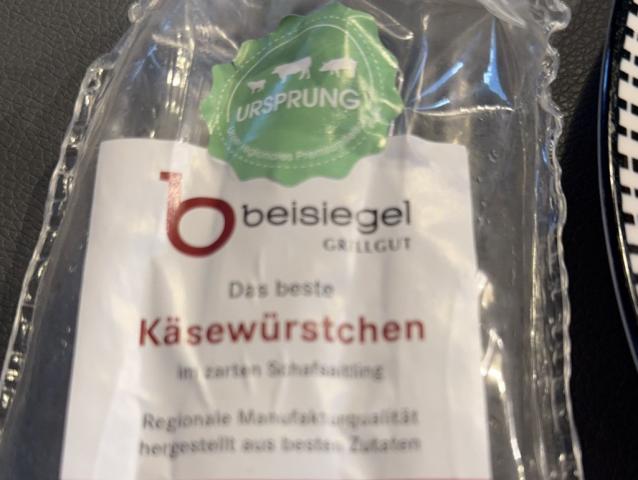 URSPRUNG
beisiegel
GRILLGUT
Das beste
Käsewürstchen
im zarten Schafsaitling
Regionale Manufakturqualität
hergestellt aus besten Zutaten